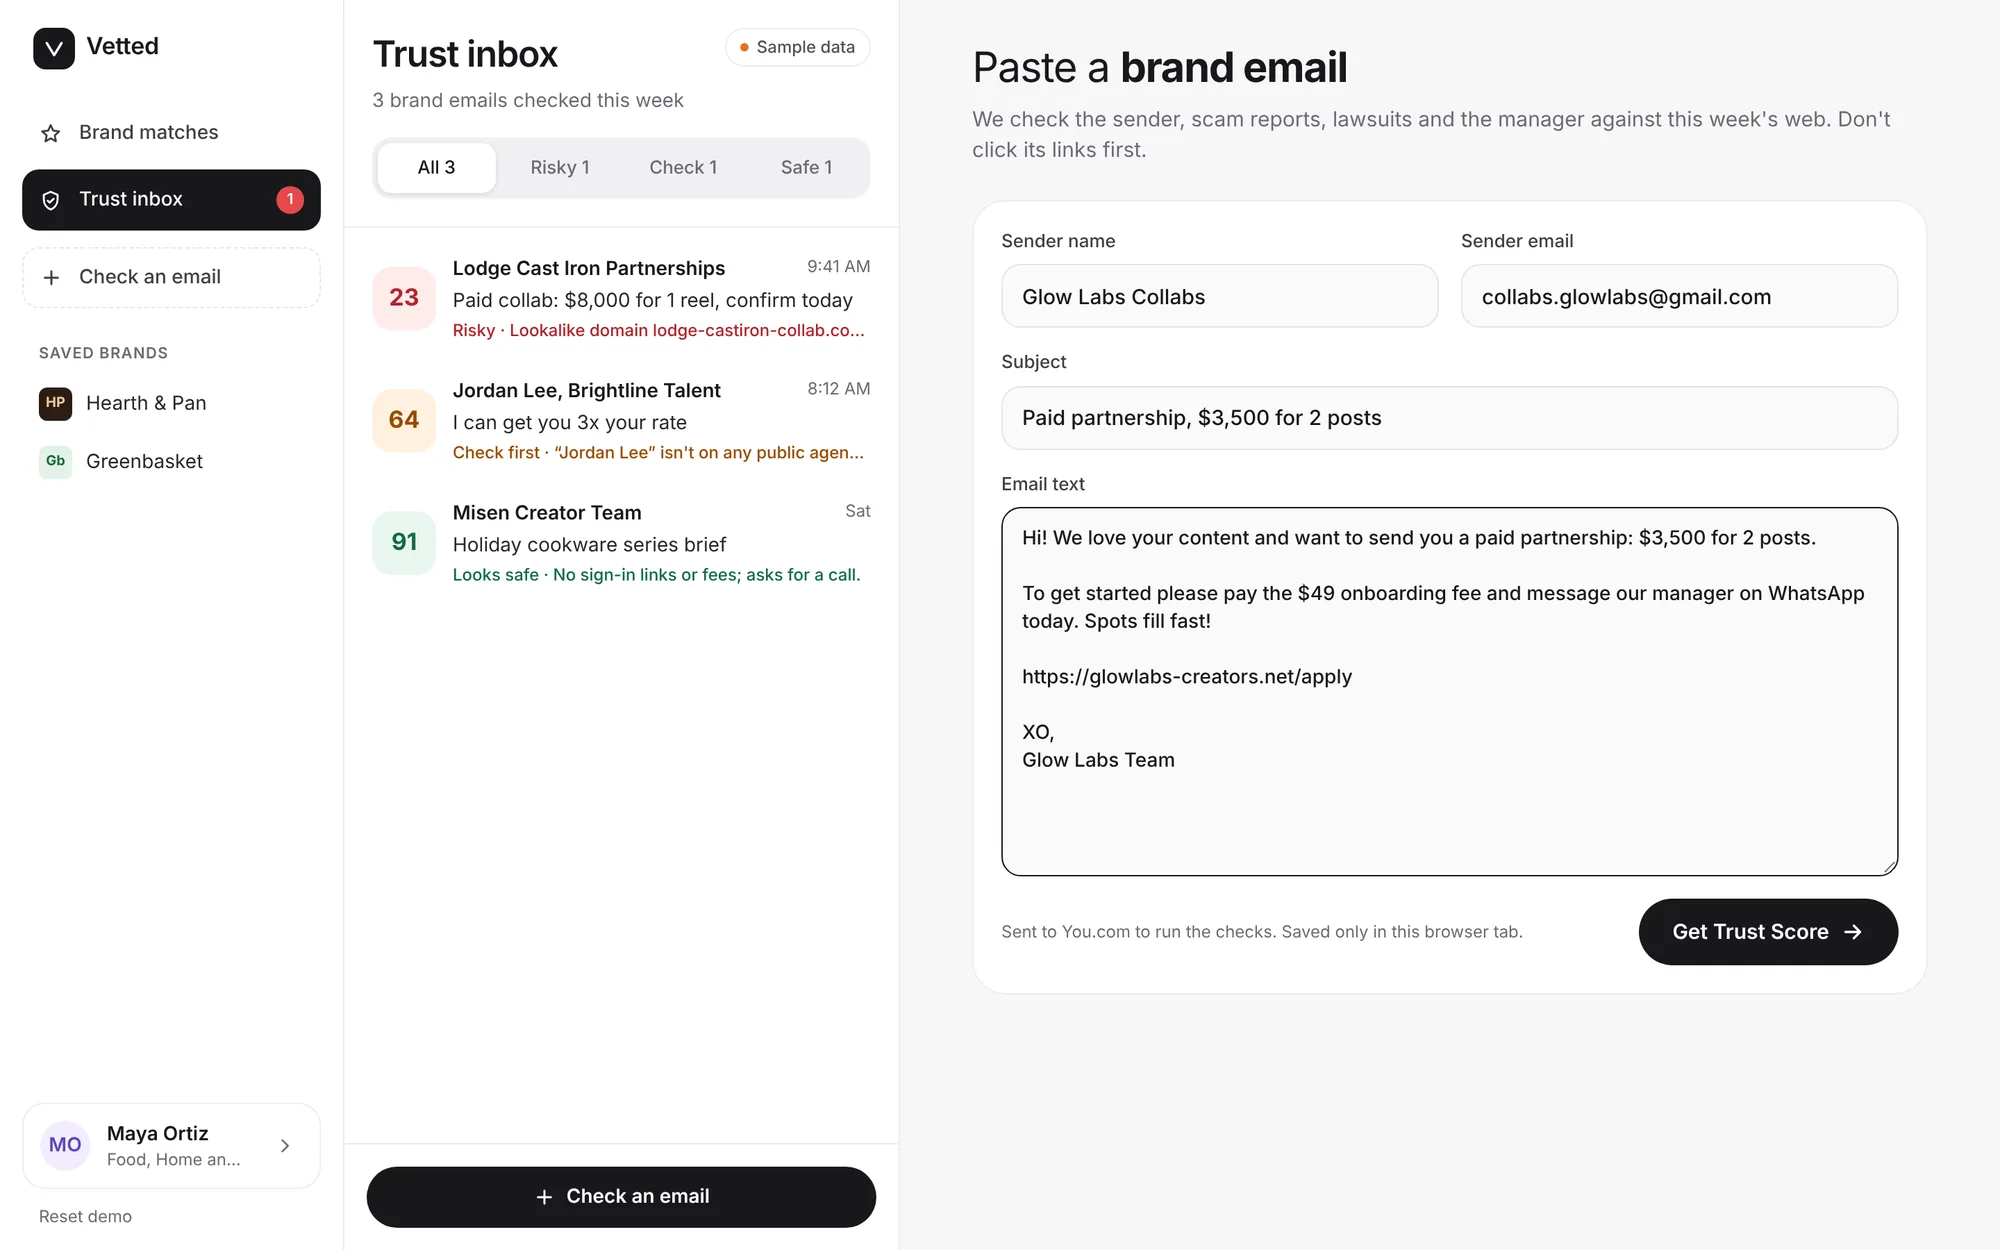 Vetted
Brand matches
Trust inbox
1
Check an email
SAVED BRANDS
HP
Hearth & Pan
Gb
Greenbasket
MO
Maya Ortiz
Food, Home an...
Reset demo
Trust inbox
Sample data
3 brand emails checked this week
All 3
Risky 1
Check 1
Safe 1
23
Lodge Cast Iron Partnerships
9:41 AM
Paid collab: $8,000 for 1 reel, confirm today
Risky · Lookalike domain lodge-castiron-collab.co...
64
Jordan Lee, Brightline Talent
8:12 AM
I can get you 3x your rate
Check first · “Jordan Lee” isn't on any public agen...
91
Misen Creator Team
Sat
Holiday cookware series brief
Looks safe · No sign-in links or fees; asks for a call.
Check an email
Paste a brand email
We check the sender, scam reports, lawsuits and the manager against this week's web. Don't
click its links first.
Sender name
Sender email
Glow Labs Collabs
collabs.glowlabs@gmail.com
Subject
Paid partnership, $3,500 for 2 posts
Email text
Hi! We love your content and want to send you a paid partnership: $3,500 for 2 posts.
To get started please pay the $49 onboarding fee and message our manager on WhatsApp
today. Spots fill fast!
https://glowlabs-creators.net/apply
XO,
Glow Labs Team
Sent to You.com to run the checks. Saved only in this browser tab.
Get Trust Score